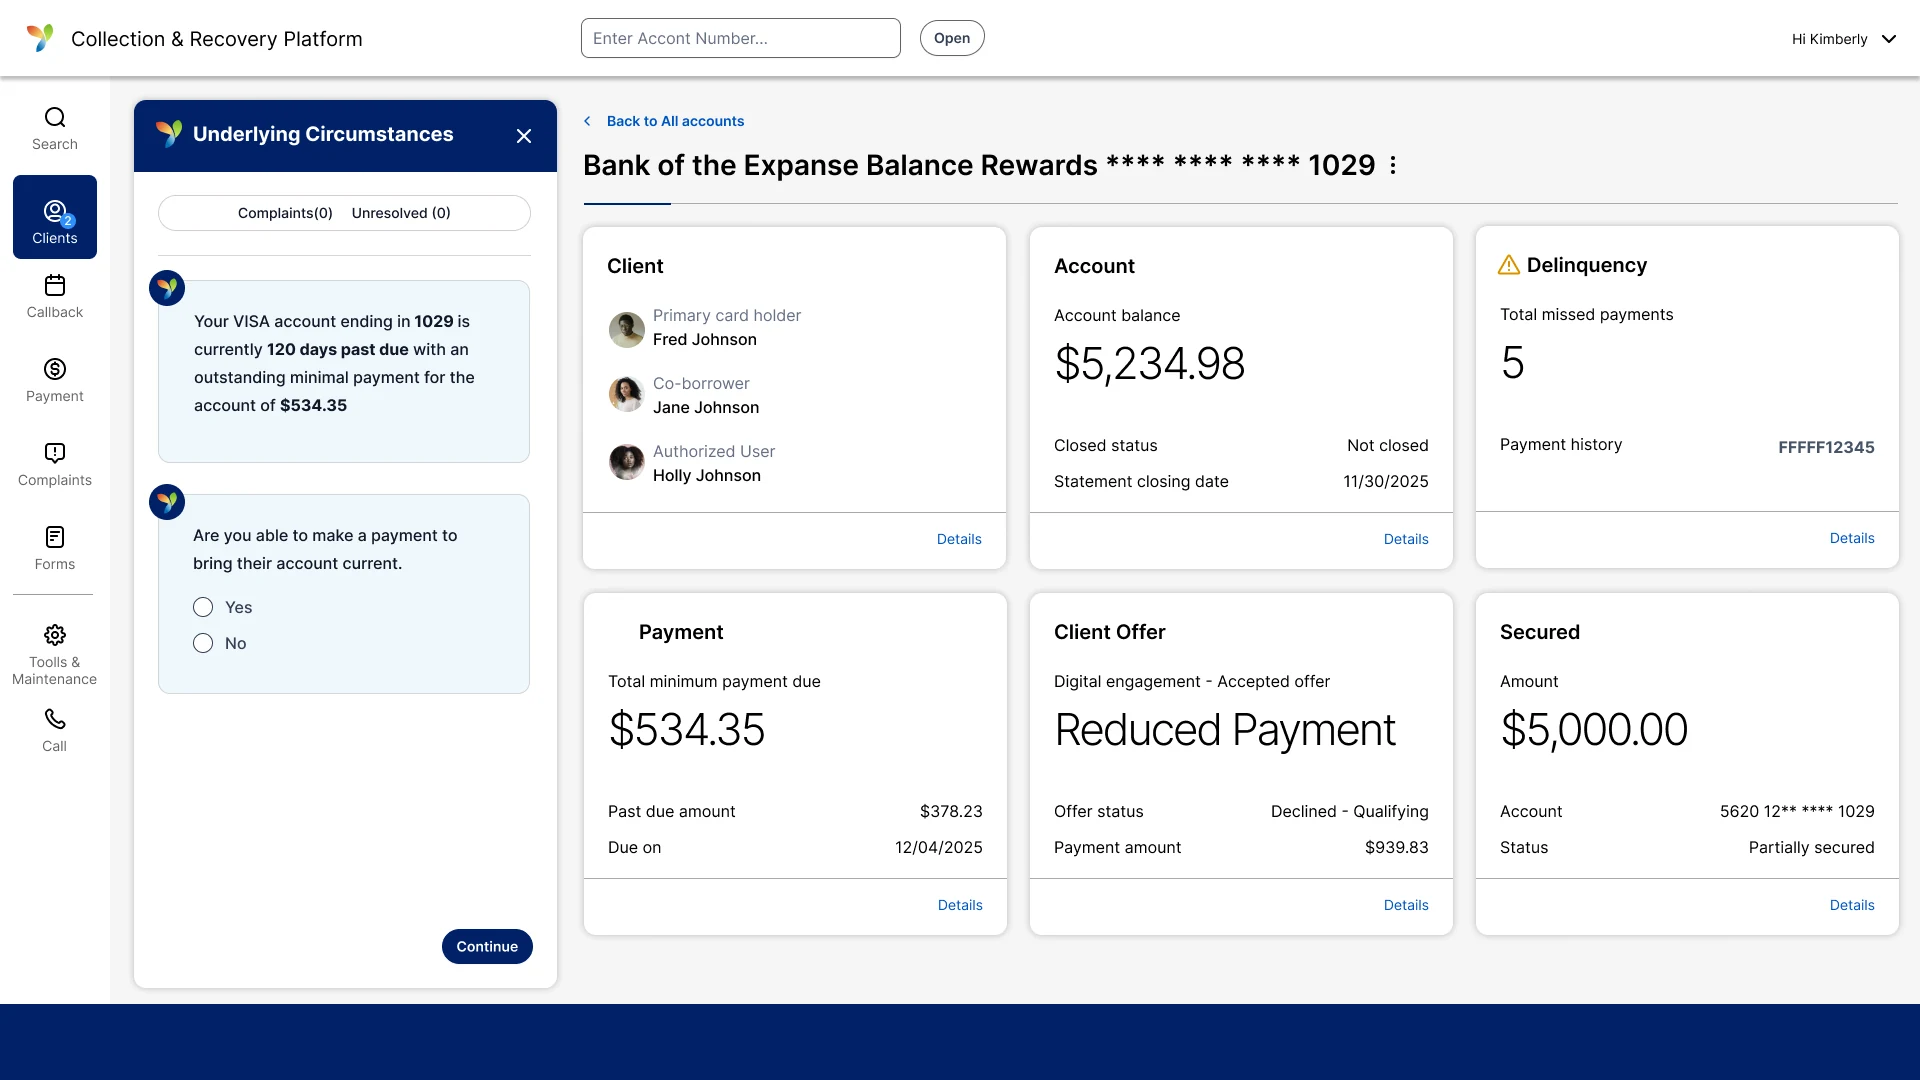 Collection & Recovery Platform
Enter Accont Number...
Open
Hi Kimberly
Search
2
Clients
Callback
Payment
Complaints
Forms
Toolls &
Maintenance
Call
Underlying Circumstances
Complaints(0) Unresolved (0)
Your VISA account ending in 1029 is
currently 120 days past due with an
outstanding minimal payment for the
account of $534.35
Are you able to make a payment to
bring their account current.
Yes
No
Continue
Back to All accounts
Bank of the Expanse Balance Rewards **** **** **** 1029
Client
Primary card holder
Fred Johnson
Co-borrower
Jane Johnson
Authorized User
Holly Johnson
Details
Account
Account balance
$5,234.98
Closed status Not closed
Statement closing date 11/30/2025
Details
Delinquency
Total missed payments
5
Payment history FFFFF12345
Details
Payment
Total minimum payment due
$534.35
Past due amount $378.23
Due on 12/04/2025
Details
Client Offer
Digital engagement - Accepted offer
Reduced Payment
Offer status Declined - Qualifying
Payment amount $939.83
Details
Secured
Amount
$5,000.00
Account 5620 12** **** 1029
Status Partially secured
Details